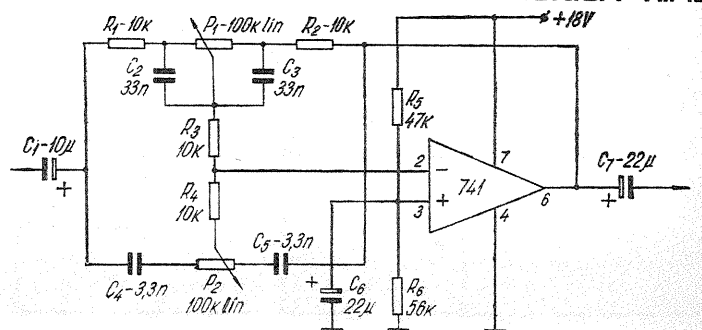 R1-10k
P1-100k lin
R2-10k
+18V
C2
33n
C3
33n
R5
47k
R3
10k
C1-10µ
+
R4
10k
2
-
7
741
6
3
+
4
C7-22µ
+
C5-3,3n
C4-3,3n
P2
100k lin
+
C6
22µ
R6
56k